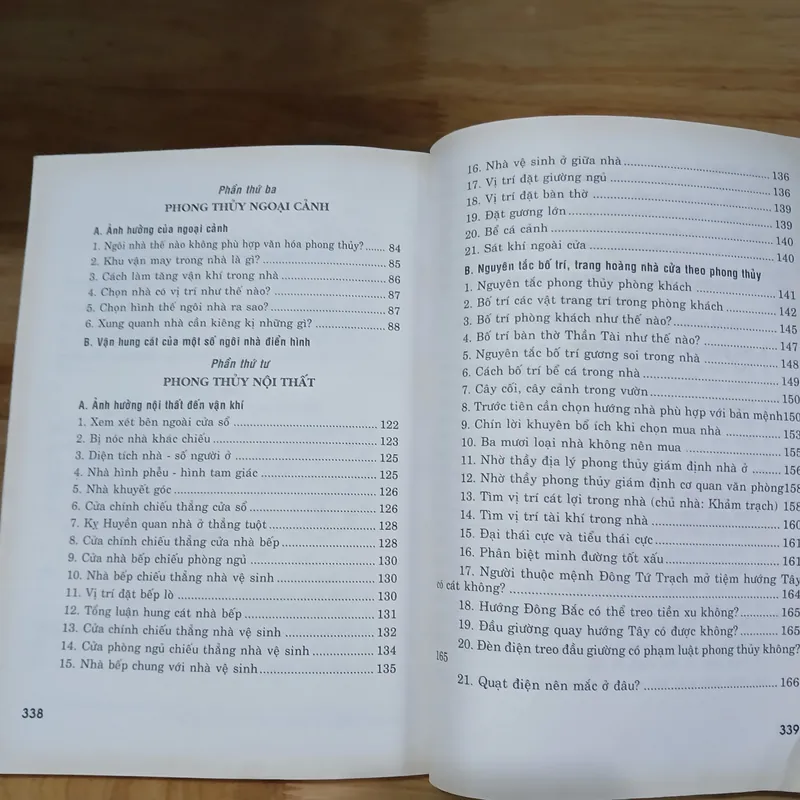 Phần thứ ba
PHONG THỦY NGOẠI CẢNH
A. Ảnh hưởng của ngoại cảnh
1. Ngôi nhà thế nào không phù hợp văn hóa phong thủy? ...... 84
2. Khu vận may trong nhà là gì? ...... 85
3. Cách làm tăng vận khí trong nhà ...... 86
4. Chọn nhà có vị trí như thế nào? ...... 87
5. Chọn hình thế ngôi nhà ra sao? ...... 87
6. Xung quanh nhà cần kiêng kị những gì? ...... 88
B. Vận hung cát của một số ngôi nhà điển hình
Phần thứ tư
PHONG THỦY NỘI THẤT
A. Ảnh hưởng nội thất đến vận khí
1. Xem xét bên ngoài cửa sổ ...... 122
2. Bị nóc nhà khác chiếu ...... 123
3. Diện tích nhà - số người ở ...... 125
4. Nhà hình phễu - hình tam giác ...... 125
5. Nhà khuyết góc ...... 126
6. Cửa chính chiếu thẳng cửa sổ ...... 126
7. Kỵ Huyền quan nhà ở thẳng tuột ...... 128
8. Cửa chính chiếu thẳng cửa nhà bếp ...... 128
9. Cửa nhà bếp chiếu phòng ngủ ...... 130
10. Nhà bếp chiếu thẳng nhà vệ sinh ...... 130
11. Vị trí đặt bếp lò ...... 130
12. Tổng luận hung cát nhà bếp ...... 131
13. Cửa chính chiếu thẳng nhà vệ sinh ...... 132
14. Cửa phòng ngủ chiếu thẳng nhà vệ sinh ...... 134
15. Nhà bếp chung với nhà vệ sinh ...... 135
338
16. Nhà vệ sinh ở giữa nhà ...... 136
17. Vị trí đặt giường ngủ ...... 136
18. Vị trí đặt bàn thờ ...... 139
19. Đặt gương lớn ...... 139
20. Bể cá cảnh ...... 140
21. Sát khí ngoài cửa ...... 140
B. Nguyên tắc bố trí, trang hoàng nhà cửa theo phong thủy
1. Nguyên tắc phong thủy phòng khách ...... 141
2. Bố trí các vật trang trí trong phòng khách ...... 142
3. Bố trí phòng khách như thế nào? ...... 145
4. Bố trí bàn thờ Thần Tài như thế nào? ...... 147
5. Nguyên tắc bố trí gương soi trong nhà ...... 148
6. Cách bố trí bể cá trong nhà ...... 149
7. Cây cối, cây cảnh trong vườn ...... 150
8. Trước tiên cần chọn hướng nhà phù hợp với bản mệnh 150
9. Chín lời khuyên bổ ích khi chọn mua nhà ...... 153
10. Ba mươi loại nhà không nên mua ...... 155
11. Nhờ thầy địa lý phong thủy giám định nhà ở ...... 156
12. Nhờ thầy phong thủy giám định cơ quan văn phòng 158
13. Tìm vị trí cát lợi trong nhà (chủ nhà: Khảm trạch) 158
14. Tìm vị trí tài khí trong nhà ...... 160
15. Đại thái cực và tiểu thái cực ...... 161
16. Phân biệt minh đường tốt xấu ...... 161
17. Người thuộc mệnh Đông Tứ Trạch mở tiệm hướng Tây
có cát không? ...... 164
18. Hướng Đông Bắc có thể treo tiền xu không? ...... 165
19. Đầu giường quay hướng Tây có được không? ...... 165
20. Đèn điện treo đầu giường có phạm luật phong thủy không?
165
21. Quạt điện nên mắc ở đâu? ...... 166
339